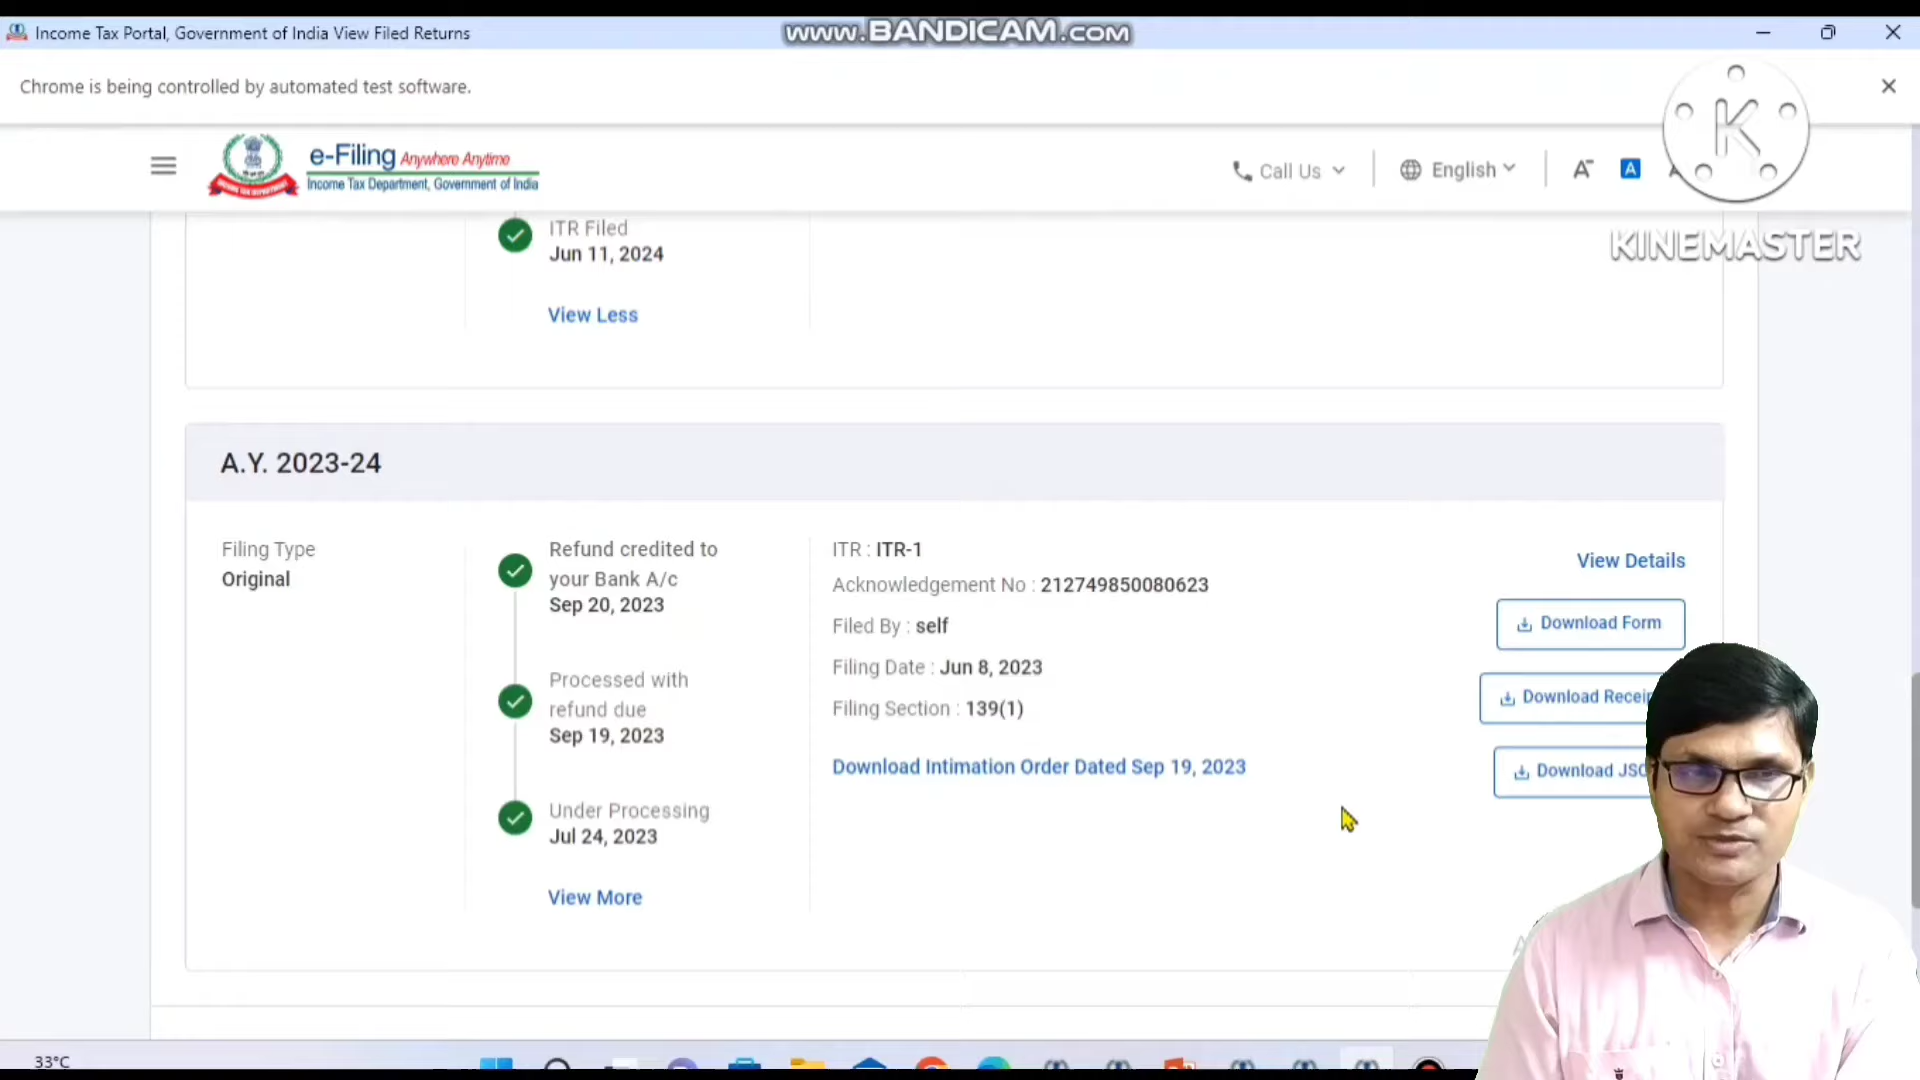 Income Tax Portal, Government of India View Filed Returns
www.BANDICAM.com
Chrome is being controlled by automated test software.
K
e-Filing Anywhere Anytime
Income Tax Department, Government of India
Call Us
English
A-
A
KINEMASTER
ITR Filed
Jun 11, 2024
View Less
A.Y. 2023-24
Filing Type
Original
Refund credited to
your Bank A/c
Sep 20, 2023
Processed with
refund due
Sep 19, 2023
Under Processing
Jul 24, 2023
View More
ITR : ITR-1
Acknowledgement No : 212749850080623
Filed By : self
Filing Date : Jun 8, 2023
Filing Section : 139(1)
Download Intimation Order Dated Sep 19, 2023
View Details
Download Form
Download
Download
33°C